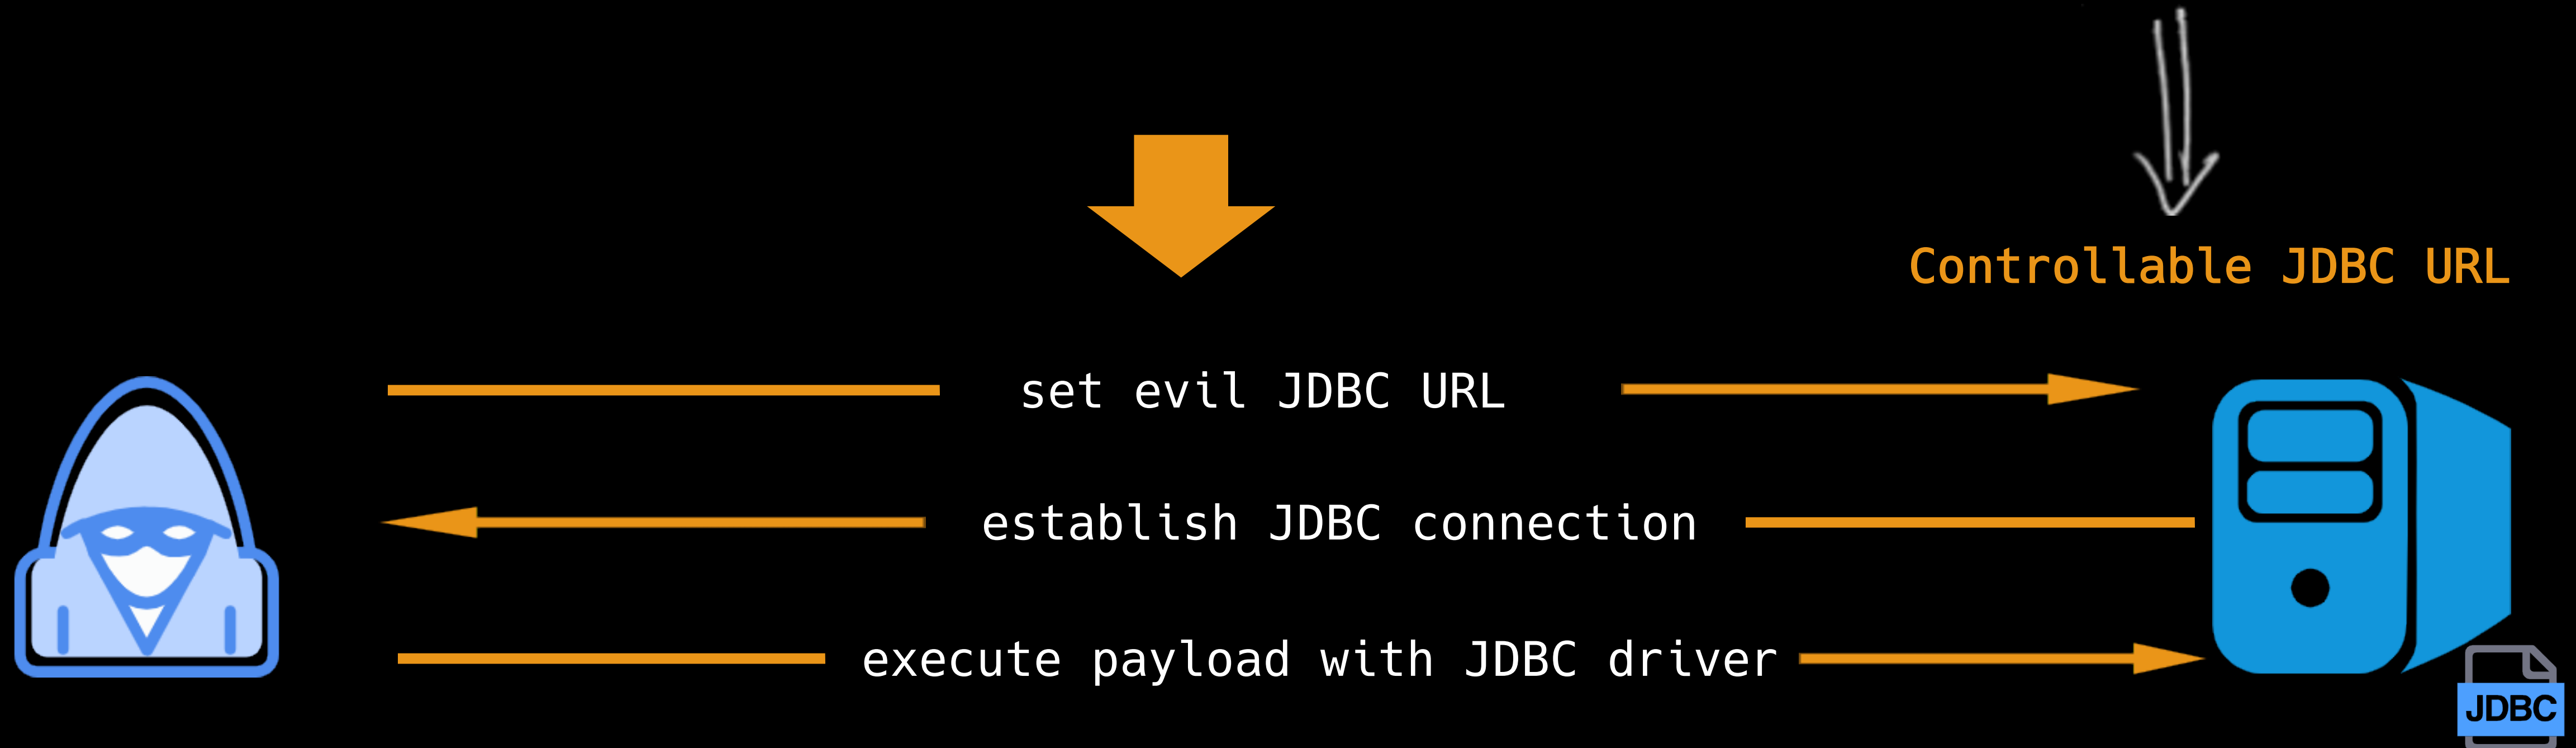 Controllable JDBC URL
set evil JDBC URL
establish JDBC connection
execute payload with JDBC driver
JDBC